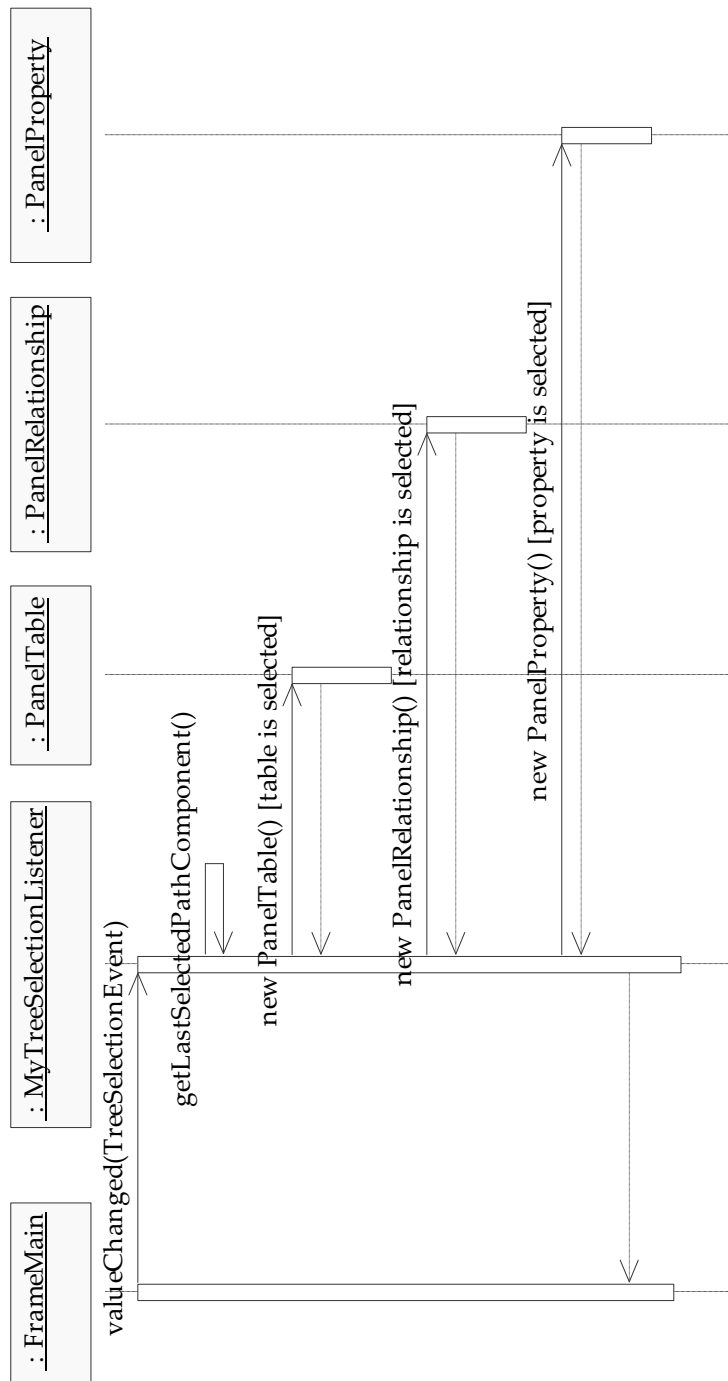 : FrameMain
: MyTreeSelectionListener
: PanelTable
: PanelRelationship
: PanelProperty
valueChanged(TreeSelectionEvent)
getLastSelectedPathComponent()
new PanelTable() [table is selected]
new PanelRelationship() [relationship is selected]
new PanelProperty() [property is selected]